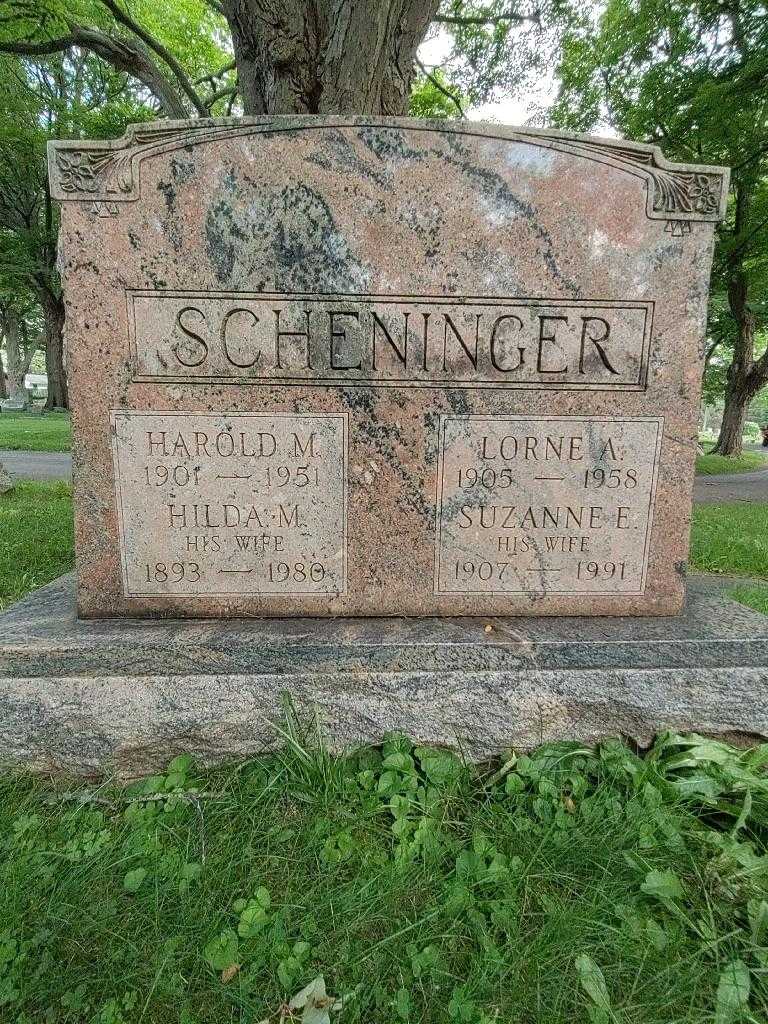 SCHENINGER
HAROLD M.
1901 — 1951
HILDA M.
HIS WIFE
1893 — 1980
LORNE A.
1905 — 1958
SUZANNE E.
HIS WIFE
1907 — 1991